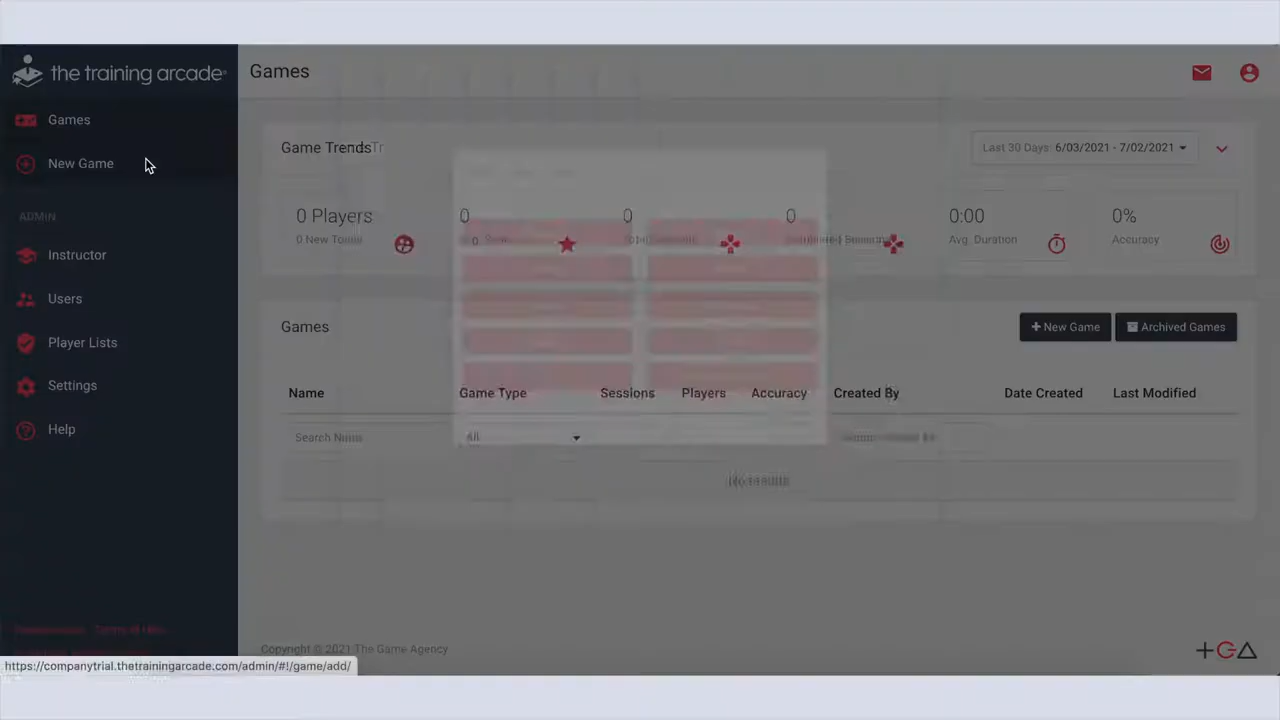 the training arcade
Games
Games
New Game
ADMIN
Instructor
Users
Player Lists
Settings
Help
Game Trends
Last 30 Days: 6/03/2021 - 7/02/2021
0 Players
0 New
0
0
0
0:00
Avg. Duration
0%
Accuracy
Games
New Game
Archived Games
Name
Game Type
Sessions
Players
Accuracy
Created By
Date Created
Last Modified
Search Name
All
No results
Copyright © 2021 The Game Agency
https://companytrial.thetrainingarcade.com/admin/#!/game/add/